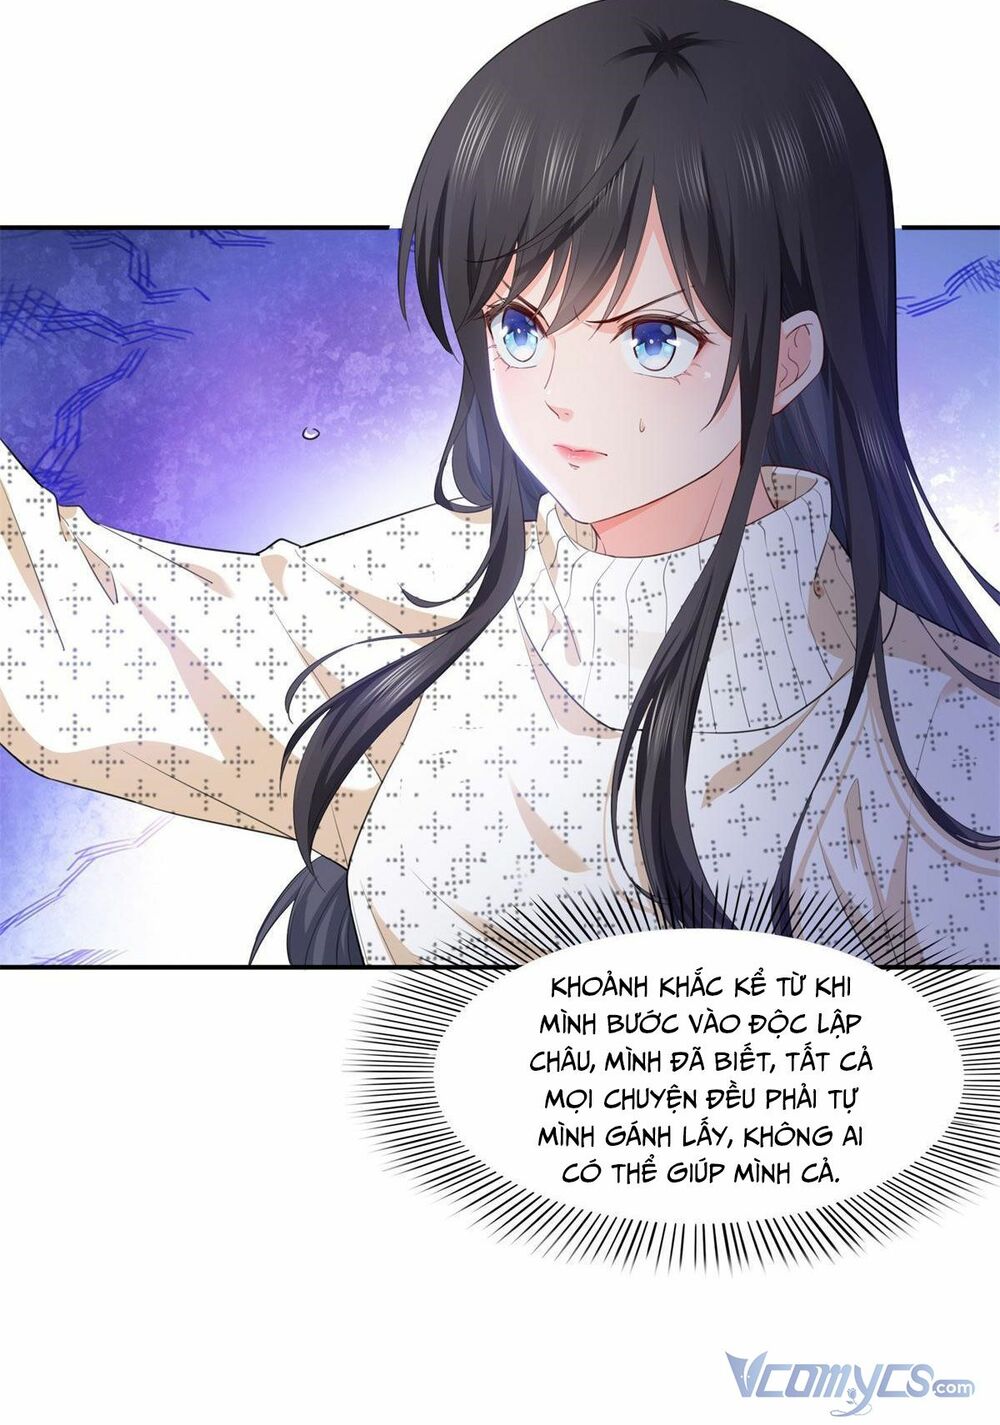 KHOẢNH KHẮC KỂ TỪ KHI
MÌNH BƯỚC VÀO ĐỘC LẬP
CHÂU, MÌNH ĐÃ BIẾT, TẤT CẢ
MỌI CHUYỆN ĐỀU PHẢI TỰ
MÌNH GÁNH LẤY, KHÔNG AI
CÓ THỂ GIÚP MÌNH CẢ.
VCOMYCS.com